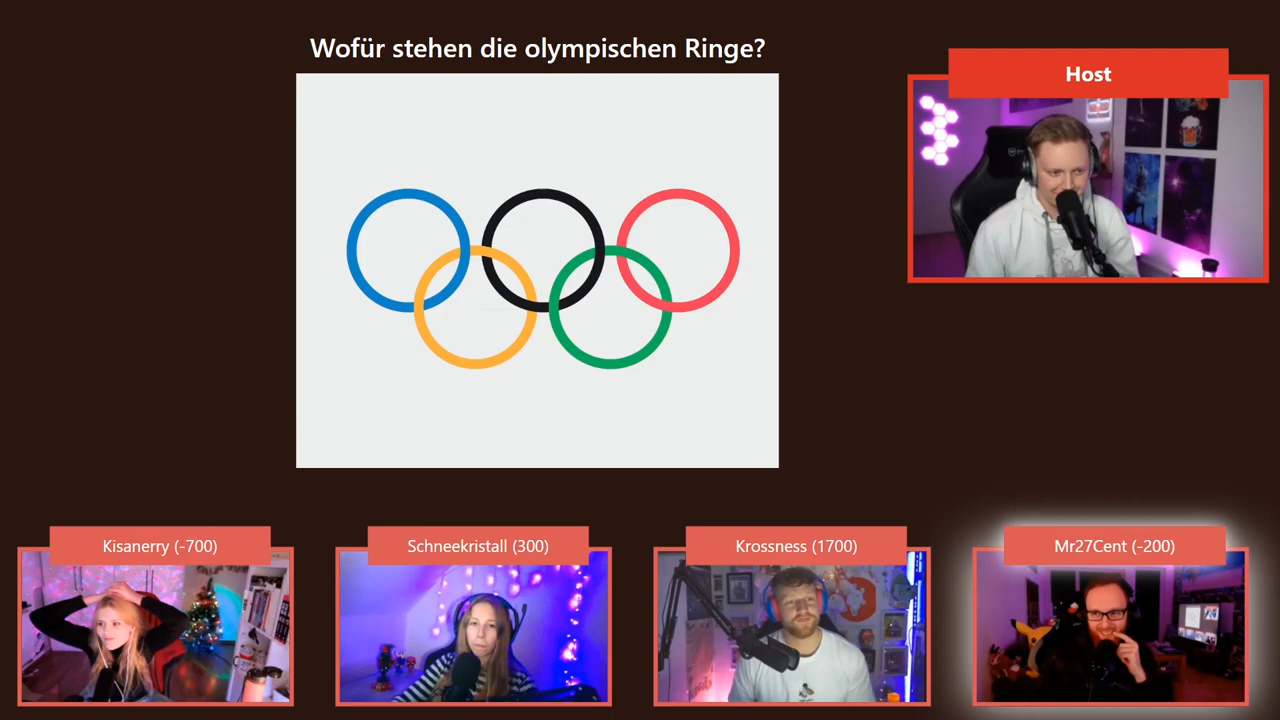 Wofür stehen die olympischen Ringe?
Host
Kisanerry (-700)
Schneekristall (300)
Krossness (1700)
Mr27Cent (-200)